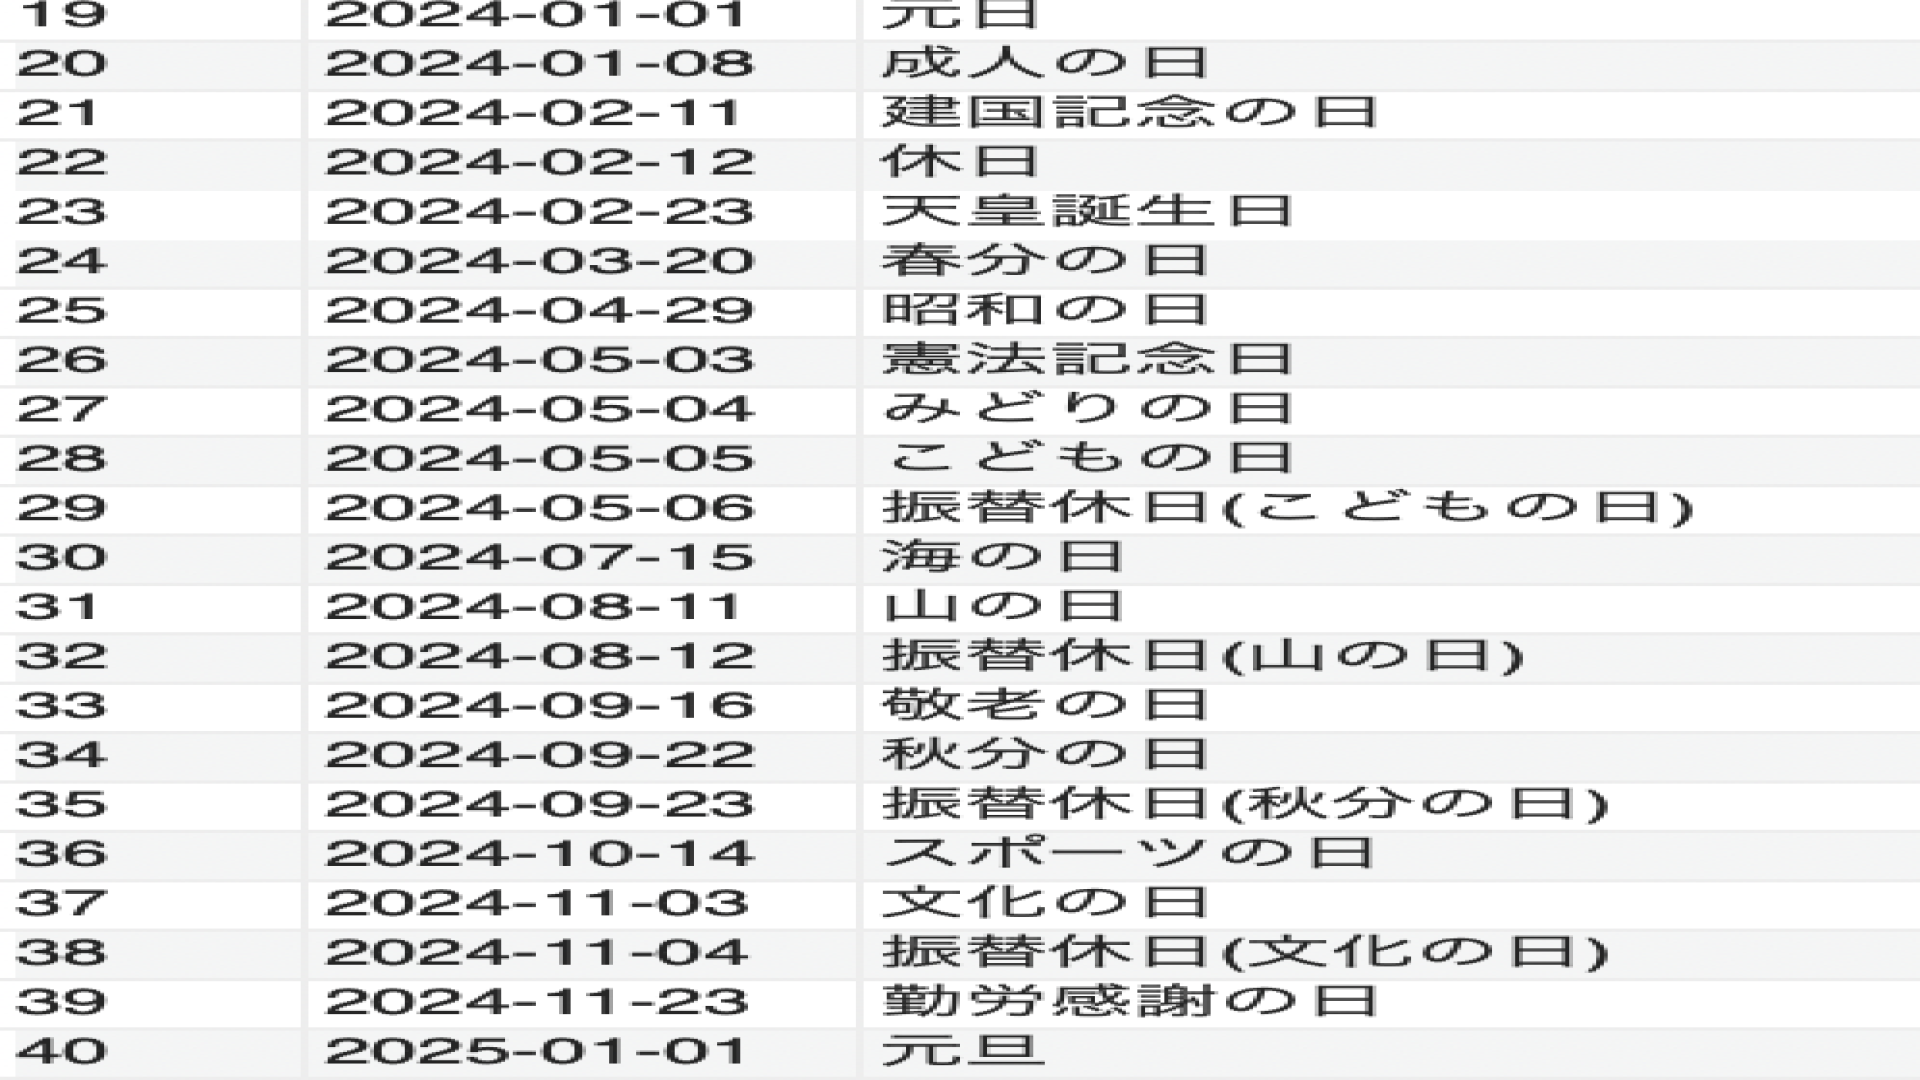 19 2024-01-01 元日
20 2024-01-08 成人の日
21 2024-02-11 建国記念の日
22 2024-02-12 休日
23 2024-02-23 天皇誕生日
24 2024-03-20 春分の日
25 2024-04-29 昭和の日
26 2024-05-03 憲法記念日
27 2024-05-04 みどりの日
28 2024-05-05 こどもの日
29 2024-05-06 振替休日(こどもの日)
30 2024-07-15 海の日
31 2024-08-11 山の日
32 2024-08-12 振替休日(山の日)
33 2024-09-16 敬老の日
34 2024-09-22 秋分の日
35 2024-09-23 振替休日(秋分の日)
36 2024-10-14 スポーツの日
37 2024-11-03 文化の日
38 2024-11-04 振替休日(文化の日)
39 2024-11-23 勤労感謝の日
40 2025-01-01 元旦